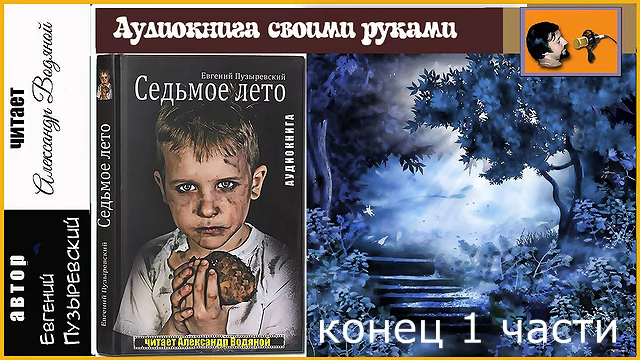 Аудиокнига своими руками
читает
Александр Водяной
автор
ЕВГЕНИЙ
ПУЗЫРЕВСКИЙ
Седьмое лето
Евгений Пузыревский
Евгений Пузыревский
Седьмое лето
АУДИОКНИГА
читает Александр Водяной
конец 1 части